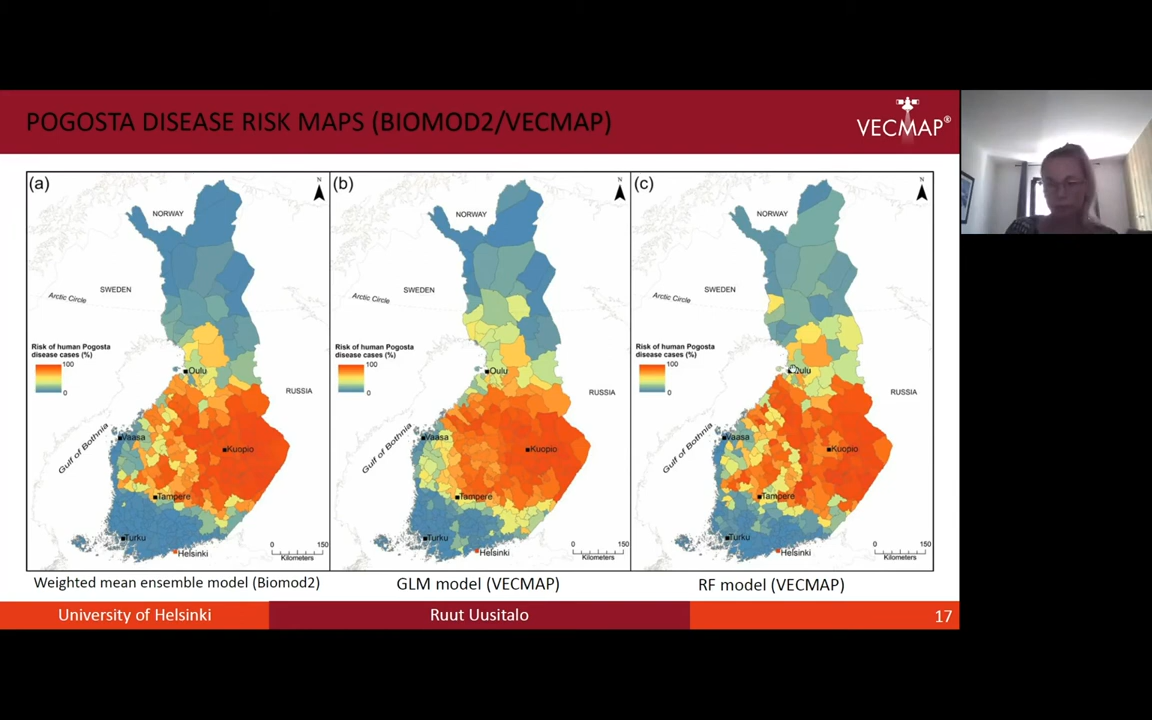 POGOSTA DISEASE RISK MAPS (BIOMOD2/VECMAP)
VECMAP®
(a)
N
NORWAY
SWEDEN
Arctic Circle
Risk of human Pogosta
disease cases (%)
100
0
Oulu
RUSSIA
Gulf of Bothnia
Vaasa
Kuopio
Tampere
Turku
Helsinki
0 150
Kilometers
(b)
N
NORWAY
SWEDEN
Arctic Circle
Risk of human Pogosta
disease cases (%)
100
0
Oulu
RUSSIA
Gulf of Bothnia
Vaasa
Kuopio
Tampere
Turku
Helsinki
0 150
Kilometers
(c)
N
NORWAY
SWEDEN
Arctic Circle
Risk of human Pogosta
disease cases (%)
100
0
Oulu
RUSSIA
Gulf of Bothnia
Vaasa
Kuopio
Tampere
Turku
Helsinki
0 150
Kilometers
Weighted mean ensemble model (Biomod2)
GLM model (VECMAP)
RF model (VECMAP)
University of Helsinki
Ruut Uusitalo
17